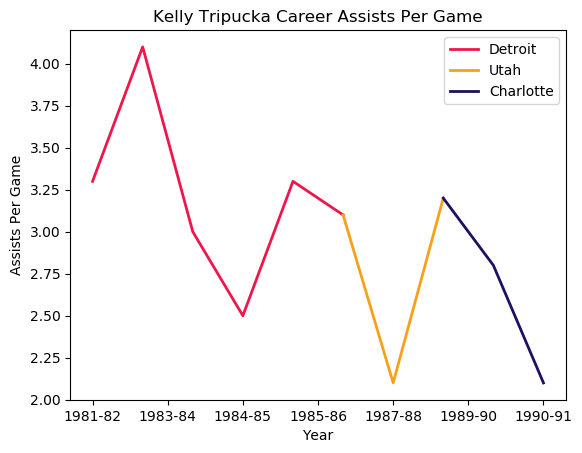 Kelly Tripucka Career Assists Per Game
Detroit
Utah
Charlotte
Assists Per Game
4.00
3.75
3.50
3.25
3.00
2.75
2.50
2.25
2.00
1981-82 1983-84 1984-85 1985-86 1987-88 1989-90 1990-91
Year